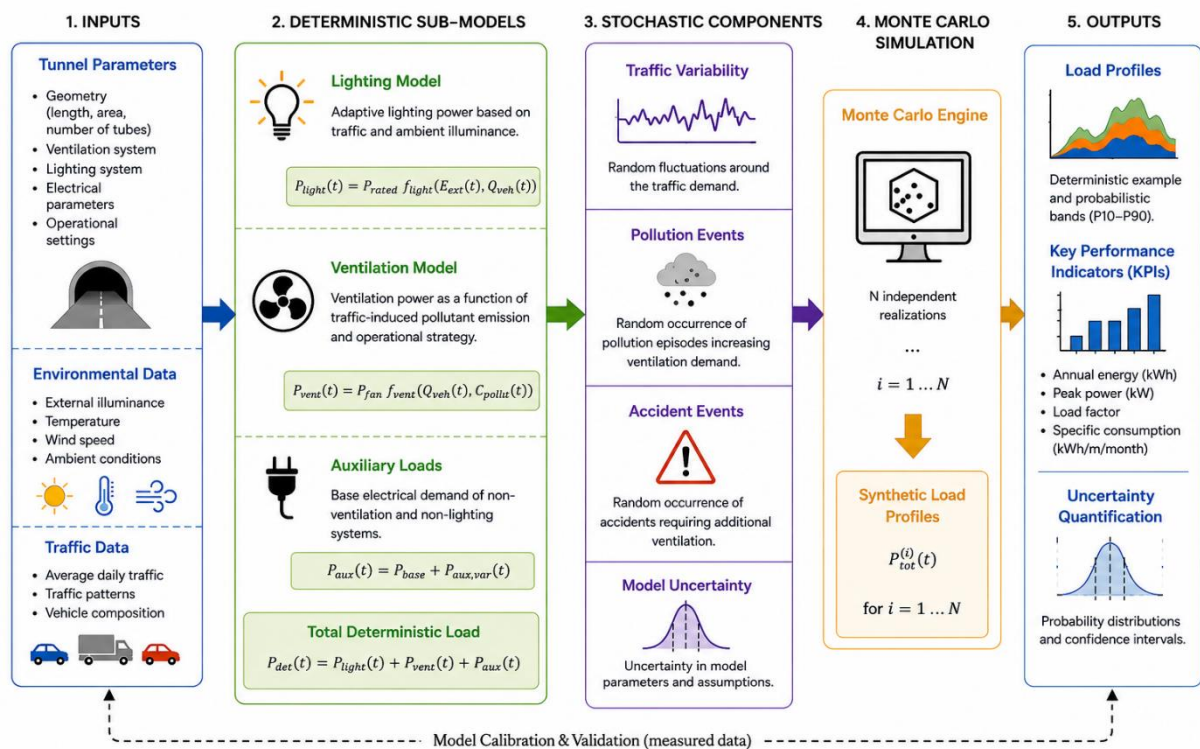 1. INPUTS
Tunnel Parameters
• Geometry
(length, area,
number of tubes)
• Ventilation system
• Lighting system
• Electrical
parameters
• Operational
settings
Environmental Data
• External illuminance
• Temperature
• Wind speed
• Ambient conditions
Traffic Data
• Average daily traffic
• Traffic patterns
• Vehicle composition
2. DETERMINISTIC SUB–MODELS
Lighting Model
Adaptive lighting power based on
traffic and ambient illuminance.
P_light(t) = P_rated f_light(E_ext(t), Q_veh(t))
Ventilation Model
Ventilation power as a function of
traffic-induced pollutant emission
and operational strategy.
P_vent(t) = P_fan f_vent(Q_veh(t), C_pollut(t))
Auxiliary Loads
Base electrical demand of non-
ventilation and non-lighting
systems.
P_aux(t) = P_base + P_aux,var(t)
Total Deterministic Load
P_det(t) = P_light(t) + P_vent(t) + P_aux(t)
3. STOCHASTIC COMPONENTS
Traffic Variability
Random fluctuations around
the traffic demand.
Pollution Events
Random occurrence of
pollution episodes increasing
ventilation demand.
Accident Events
Random occurrence of
accidents requiring additional
ventilation.
Model Uncertainty
Uncertainty in model
parameters and assumptions.
4. MONTE CARLO
SIMULATION
Monte Carlo Engine
N independent
realizations
...
i = 1 ... N
Synthetic Load
Profiles
P_tot^(i)(t)
for i = 1 ... N
5. OUTPUTS
Load Profiles
Deterministic example
and probabilistic
bands (P10–P90).
Key Performance
Indicators (KPIs)
• Annual energy (kWh)
• Peak power (kW)
• Load factor
• Specific consumption
(kWh/m/month)
Uncertainty
Quantification
Probability distributions
and confidence intervals.
Model Calibration & Validation (measured data)